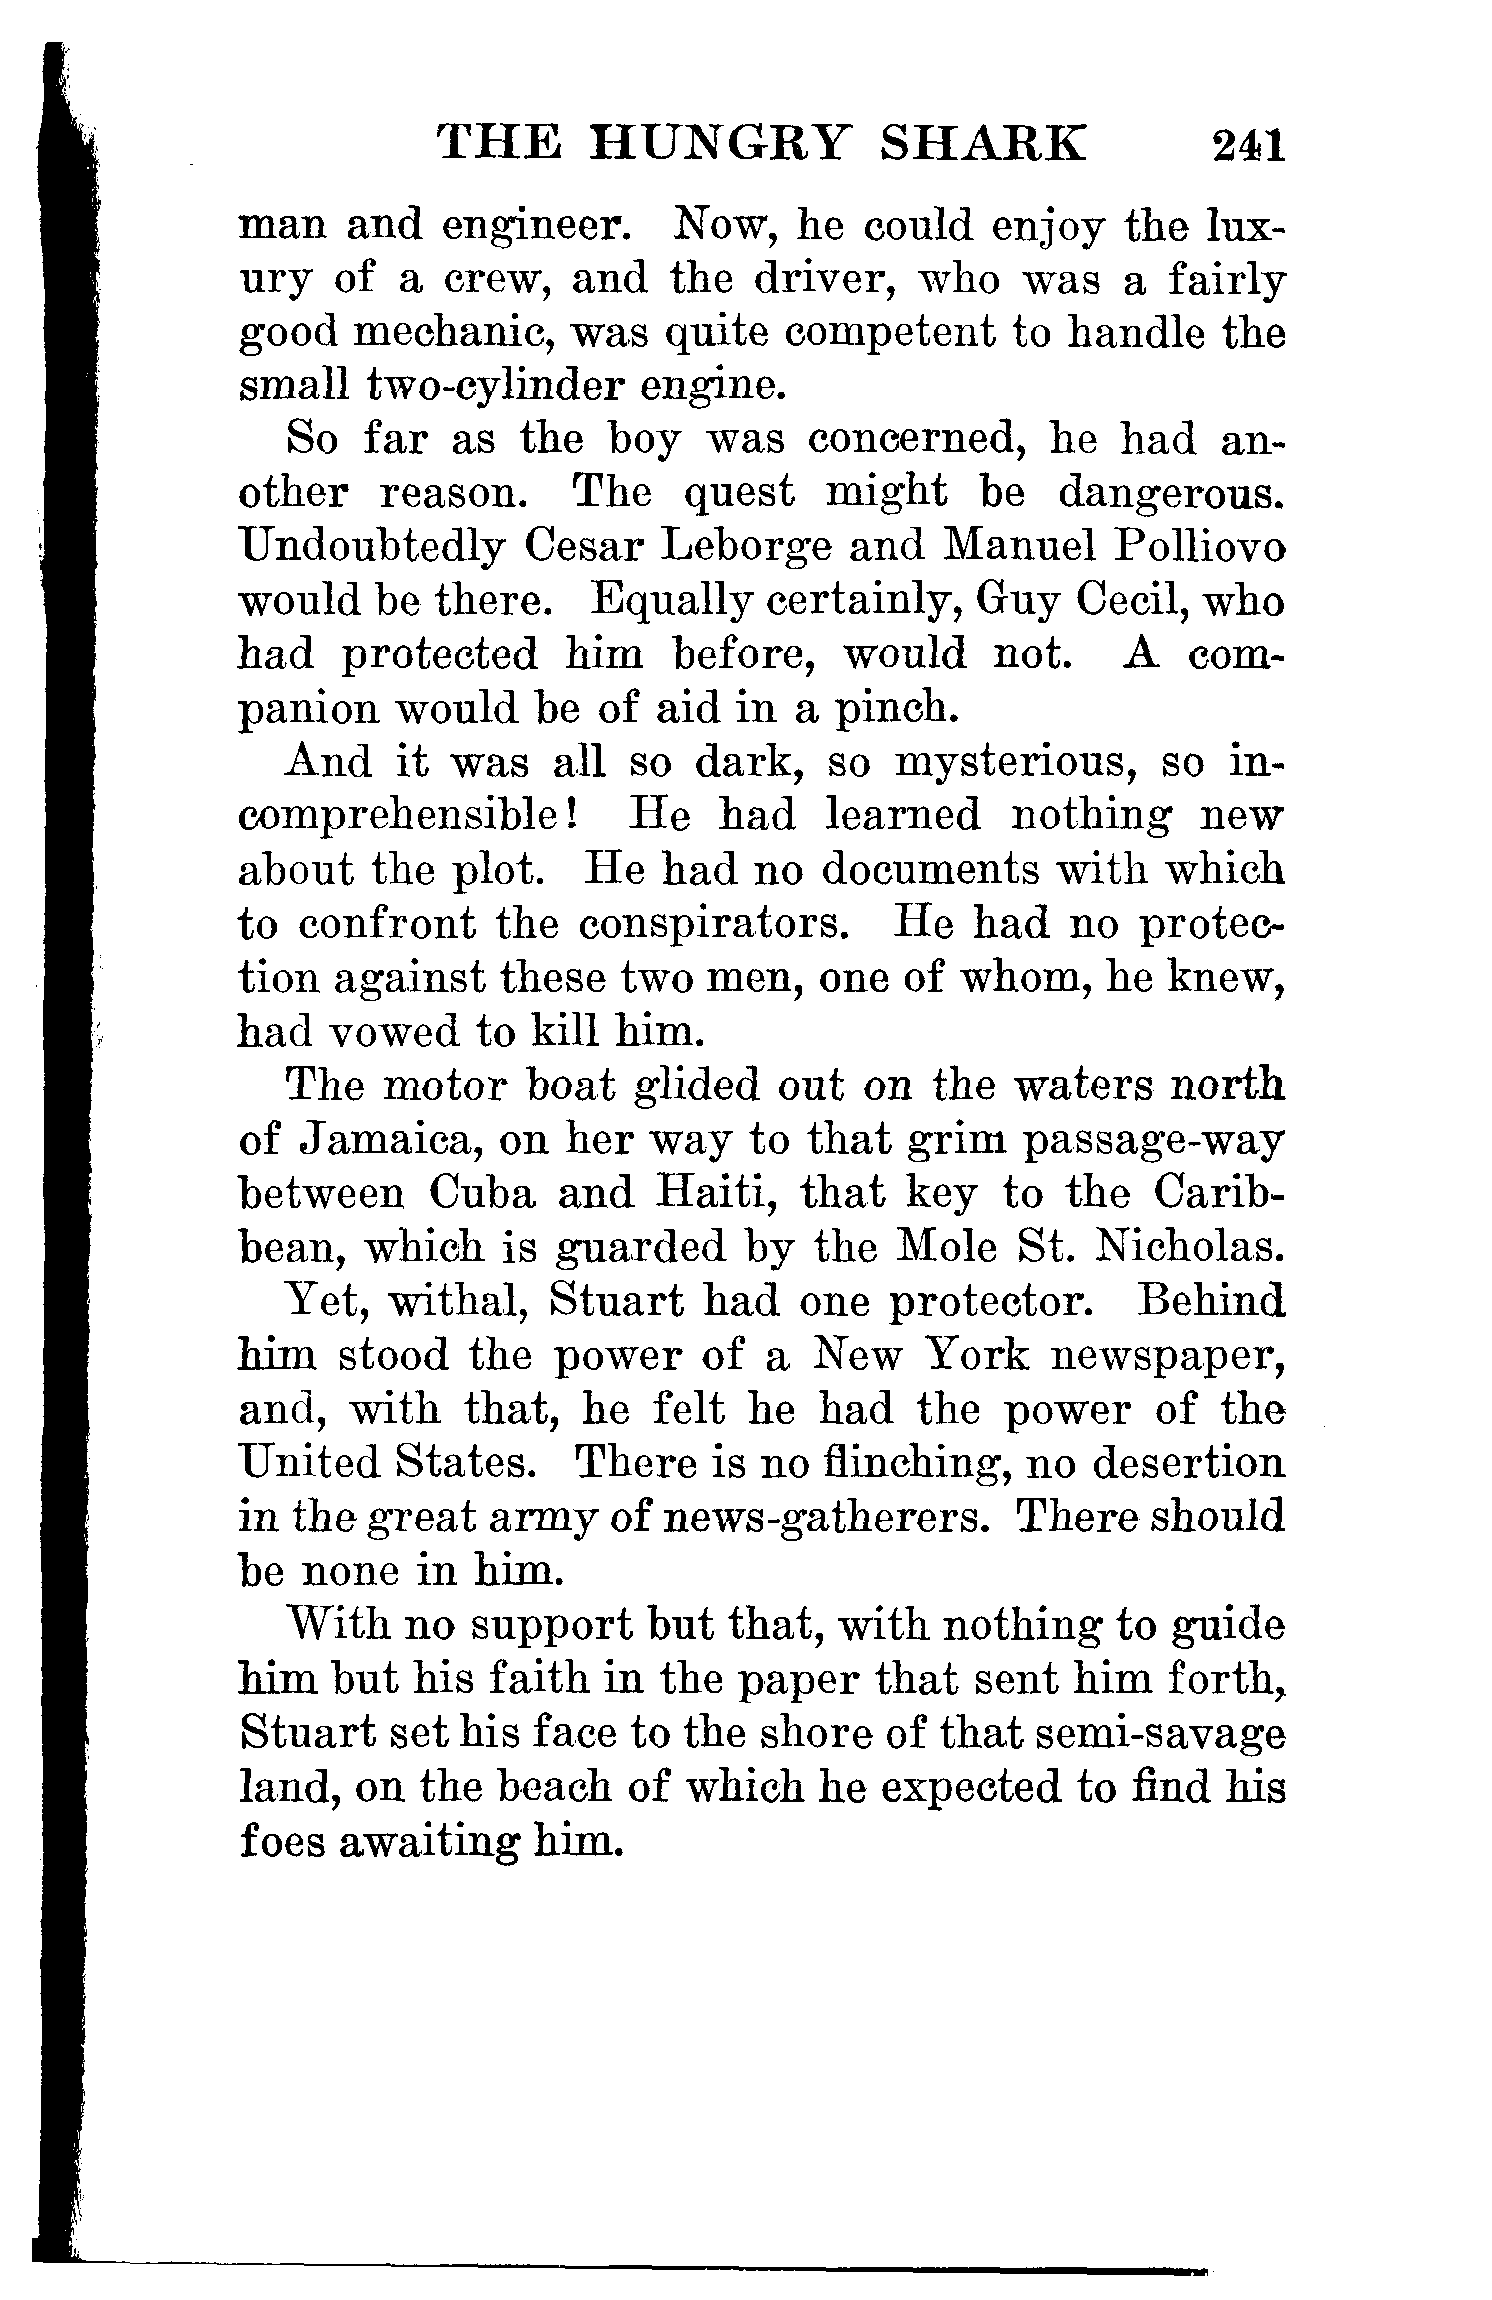 THE HUNGRY SHARK 241
man and engineer. Now, he could enjoy the lux-
ury of a crew, and the driver, who was a fairly
good mechanic, was quite competent to handle the
small two-cylinder engine.
So far as the boy was concerned, he had an-
other reason. The quest might be dangerous.
Undoubtedly Cesar Leborge and Manuel Polliovo
would be there. Equally certainly, Guy Cecil, who
had protected him before, would not. A com-
panion would be of aid in a pinch.
And it was all so dark, so mysterious, so in-
comprehensible! He had learned nothing new
about the plot. He had no documents with which
to confront the conspirators. He had no protec-
tion against these two men, one of whom, he knew,
had vowed to kill him.
The motor boat glided out on the waters north
of Jamaica, on her way to that grim passage-way
between Cuba and Haiti, that key to the Carib-
bean, which is guarded by the Mole St. Nicholas.
Yet, withal, Stuart had one protector. Behind
him stood the power of a New York newspaper,
and, with that, he felt he had the power of the
United States. There is no flinching, no desertion
in the great army of news-gatherers. There should
be none in him.
With no support but that, with nothing to guide
him but his faith in the paper that sent him forth,
Stuart set his face to the shore of that semi-savage
land, on the beach of which he expected to find his
foes awaiting him.